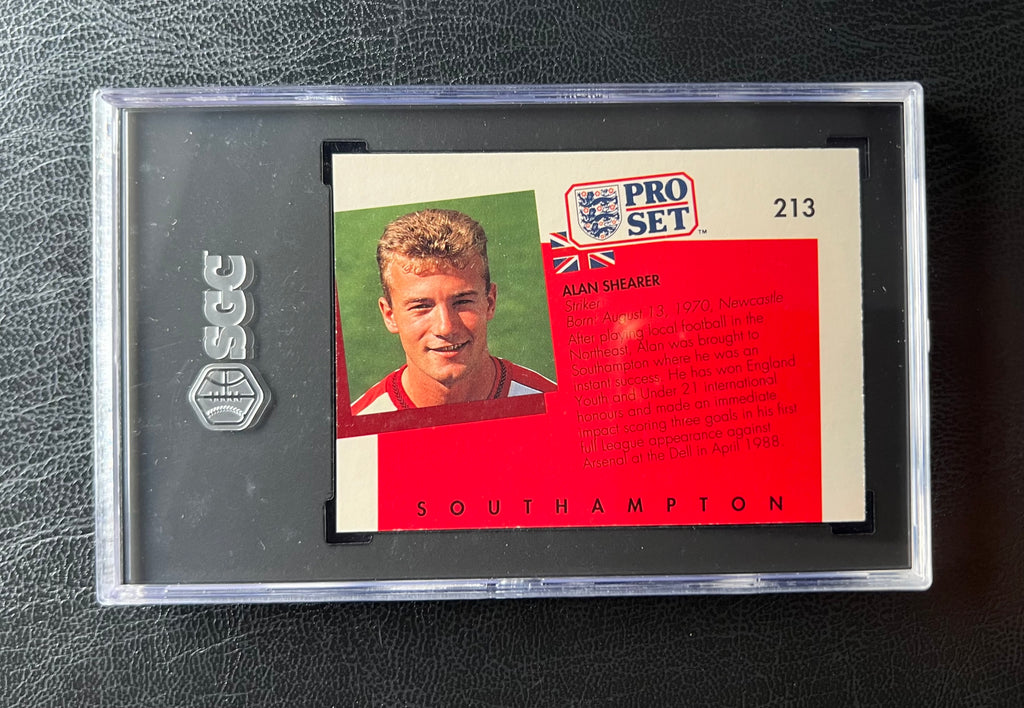 SGC
PRO
SET
™
213
ALAN SHEARER
Striker
Born: August 13, 1970, Newcastle
After playing local football in the
Northeast, Alan was brought to
Southampton where he was an
instant success. He has won England
Youth and Under 21 international
honours and made an immediate
impact scoring three goals in his first
full League appearance against
Arsenal at the Dell in April 1988.
SOUTHAMPTON